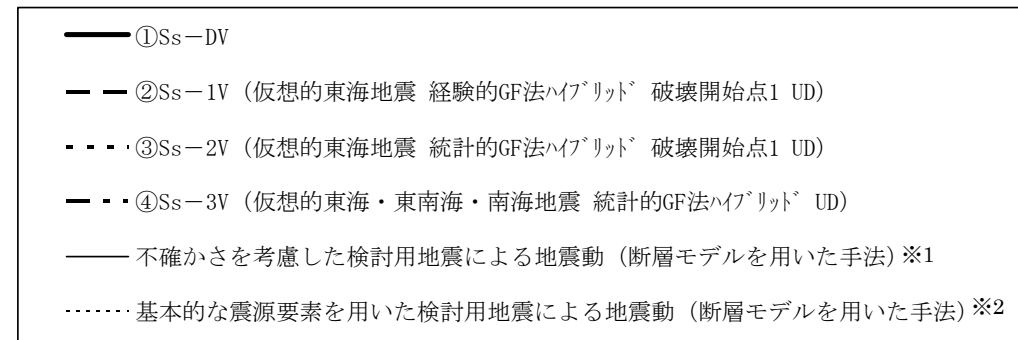 ①Ss－DV
②Ss－1V (仮想的東海地震 経験的GF法ﾊｲﾌﾞﾘｯﾄﾞ 破壊開始点1 UD)
③Ss－2V (仮想的東海地震 統計的GF法ﾊｲﾌﾞﾘｯﾄﾞ 破壊開始点1 UD)
④Ss－3V (仮想的東海・東南海・南海地震 統計的GF法ﾊｲﾌﾞﾘｯﾄﾞ UD)
不確かさを考慮した検討用地震による地震動 (断層モデルを用いた手法)※1
基本的な震源要素を用いた検討用地震による地震動 (断層モデルを用いた手法)※2